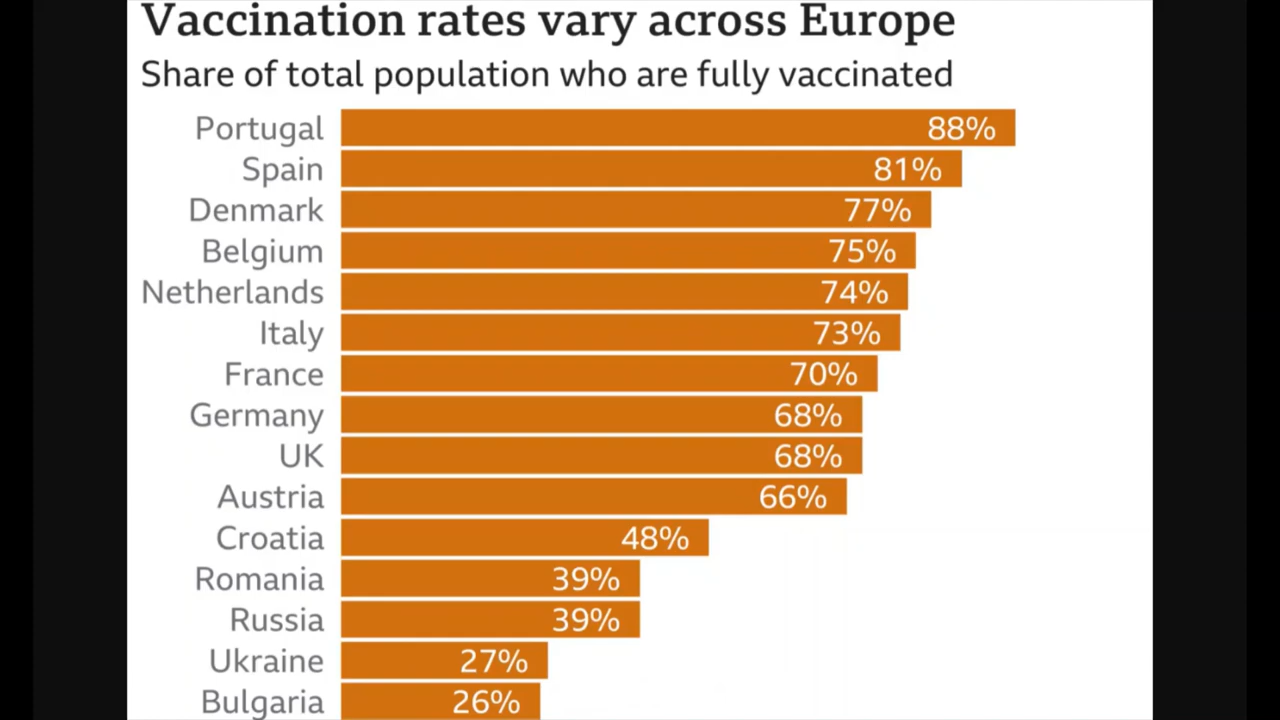 Vaccination rates vary across Europe
Share of total population who are fully vaccinated
Portugal 88%
Spain 81%
Denmark 77%
Belgium 75%
Netherlands 74%
Italy 73%
France 70%
Germany 68%
UK 68%
Austria 66%
Croatia 48%
Romania 39%
Russia 39%
Ukraine 27%
Bulgaria 26%